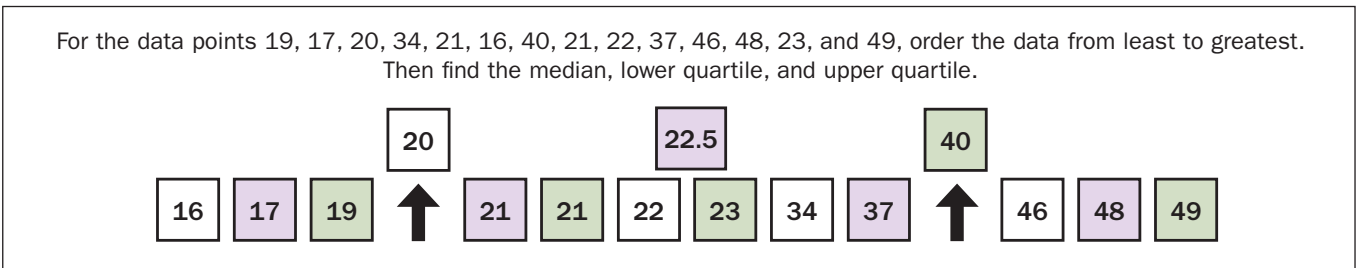 For the data points 19, 17, 20, 34, 21, 16, 40, 21, 22, 37, 46, 48, 23, and 49, order the data from least to greatest.
Then find the median, lower quartile, and upper quartile.
20 22.5 40
16 17 19 21 21 22 23 34 37 46 48 49